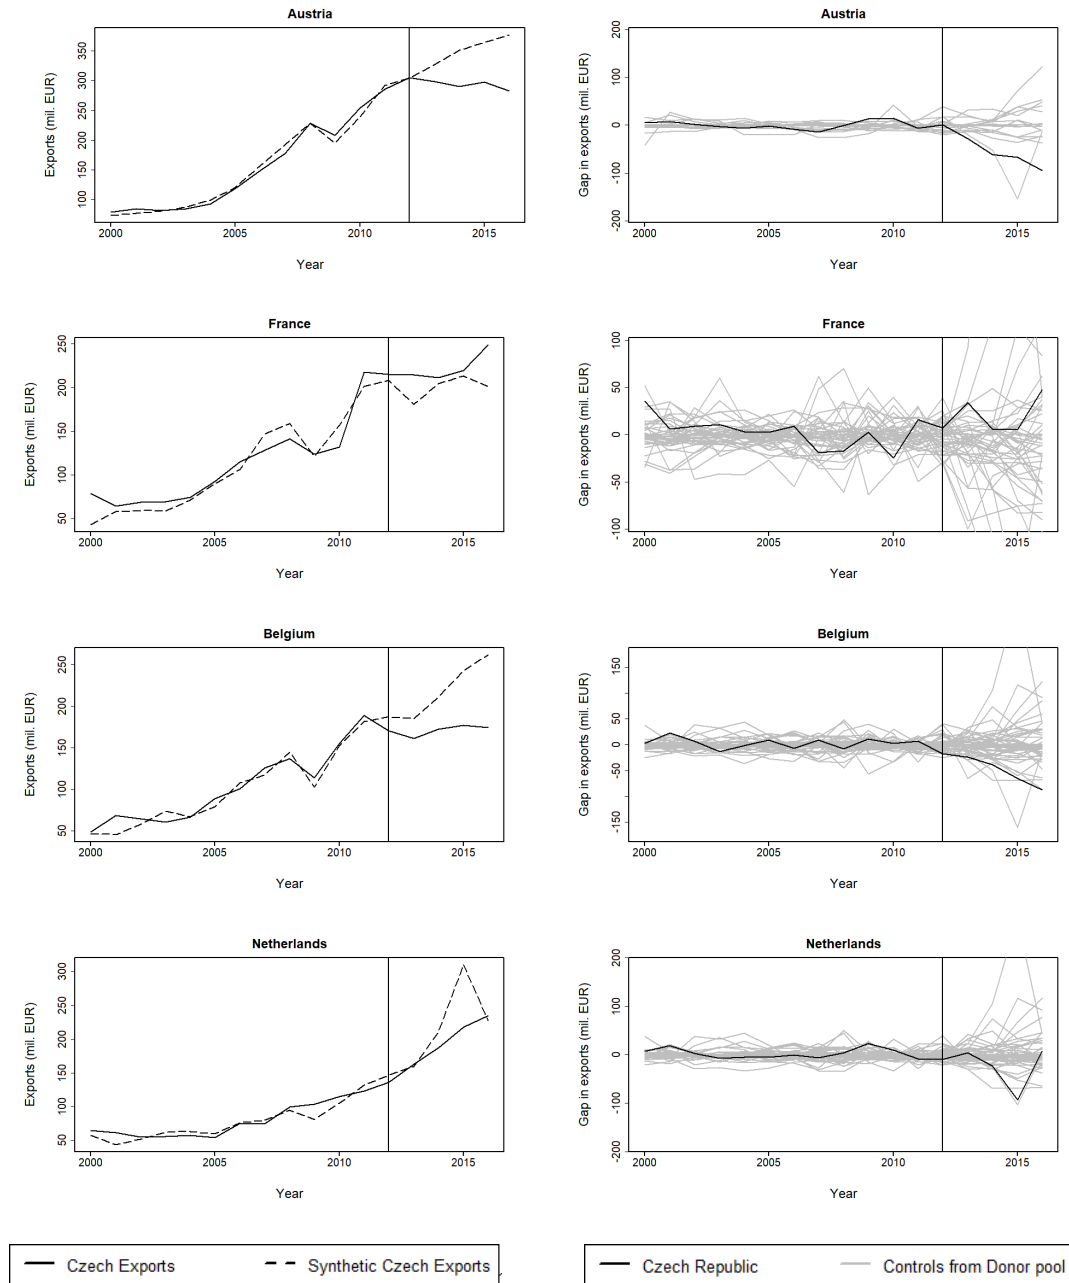 Austria
Exports (mil. EUR)
350
300
250
200
150
100
2000 2005 2010 2015
Year
Austria
Gap in exports (mil. EUR)
200
100
0
-100
-200
2000 2005 2010 2015
Year
France
Exports (mil. EUR)
250
200
150
100
50
2000 2005 2010 2015
Year
France
Gap in exports (mil. EUR)
100
50
0
-50
-100
2000 2005 2010 2015
Year
Belgium
Exports (mil. EUR)
250
200
150
100
50
2000 2005 2010 2015
Year
Belgium
Gap in exports (mil. EUR)
150
50
0
-50
-150
2000 2005 2010 2015
Year
Netherlands
Exports (mil. EUR)
300
250
200
150
100
50
2000 2005 2010 2015
Year
Netherlands
Gap in exports (mil. EUR)
200
100
0
-100
-200
2000 2005 2010 2015
Year
Czech Exports Synthetic Czech Exports
Czech Republic Controls from Donor pool